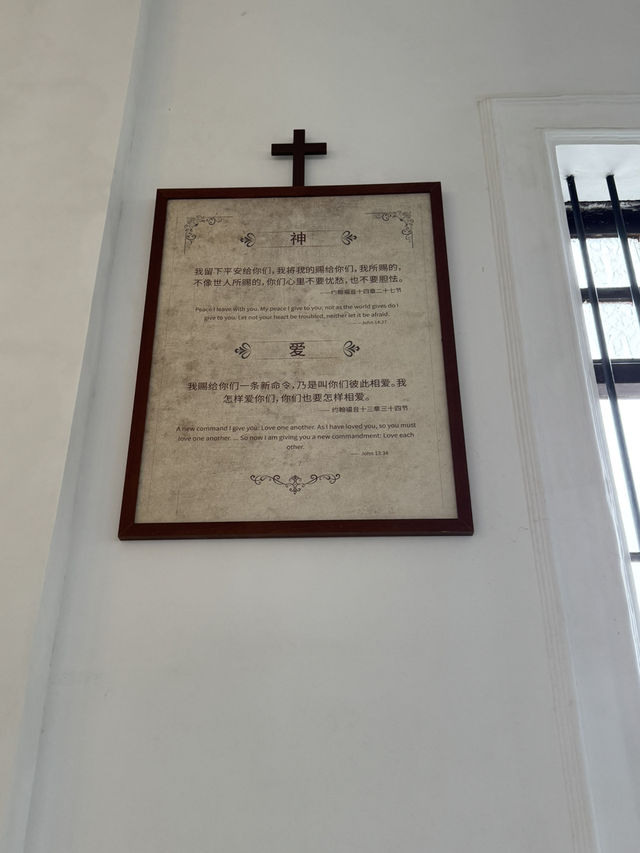 神
我留下平安给你们，我将我的赐给你们，我所赐的，
不像世人所赐的，你们心里不要忧愁，也不要胆怯。
——约翰福音十四章二十七节
Peace I leave with you. My peace I give to you; not as the world gives do I
give to you. Let not your heart be troubled, neither let it be afraid.
—— John 14:27
爱
我赐给你们一条新命令，乃是叫你们彼此相爱。我
怎样爱你们，你们也要怎样相爱。
—— 约翰福音十三章三十四节
A new command I give you: Love one another. As I have loved you, so you must
love one another. ... So now I am giving you a new commandment: Love each
other.
—— John 13:34